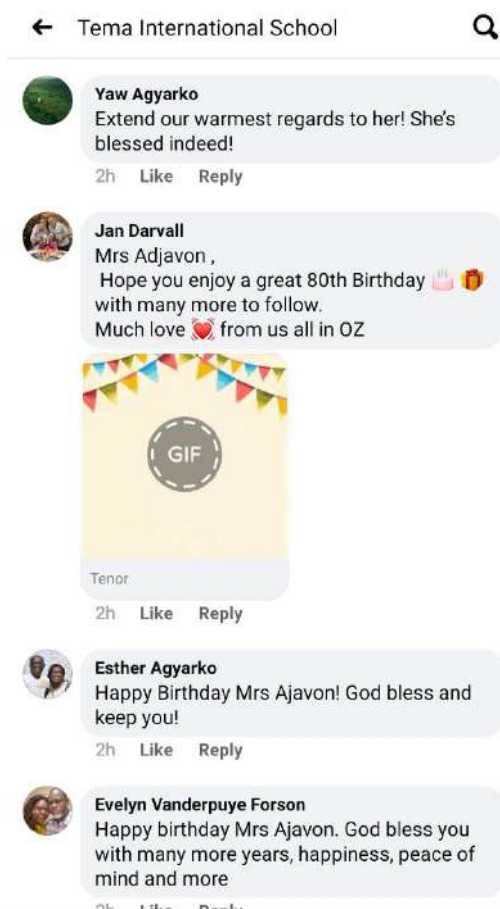 Tema International School
Yaw Agyarko
Extend our warmest regards to her! She's
blessed indeed!
2h Like Reply
Jan Darvall
Mrs Adjavon ,
Hope you enjoy a great 80th Birthday 🎂 🎁
with many more to follow.
Much love 💓 from us all in OZ
GIF
Tenor
2h Like Reply
Esther Agyarko
Happy Birthday Mrs Ajavon! God bless and
keep you!
2h Like Reply
Evelyn Vanderpuye Forson
Happy birthday Mrs Ajavon. God bless you
with many more years, happiness, peace of
mind and more
2h Like Reply